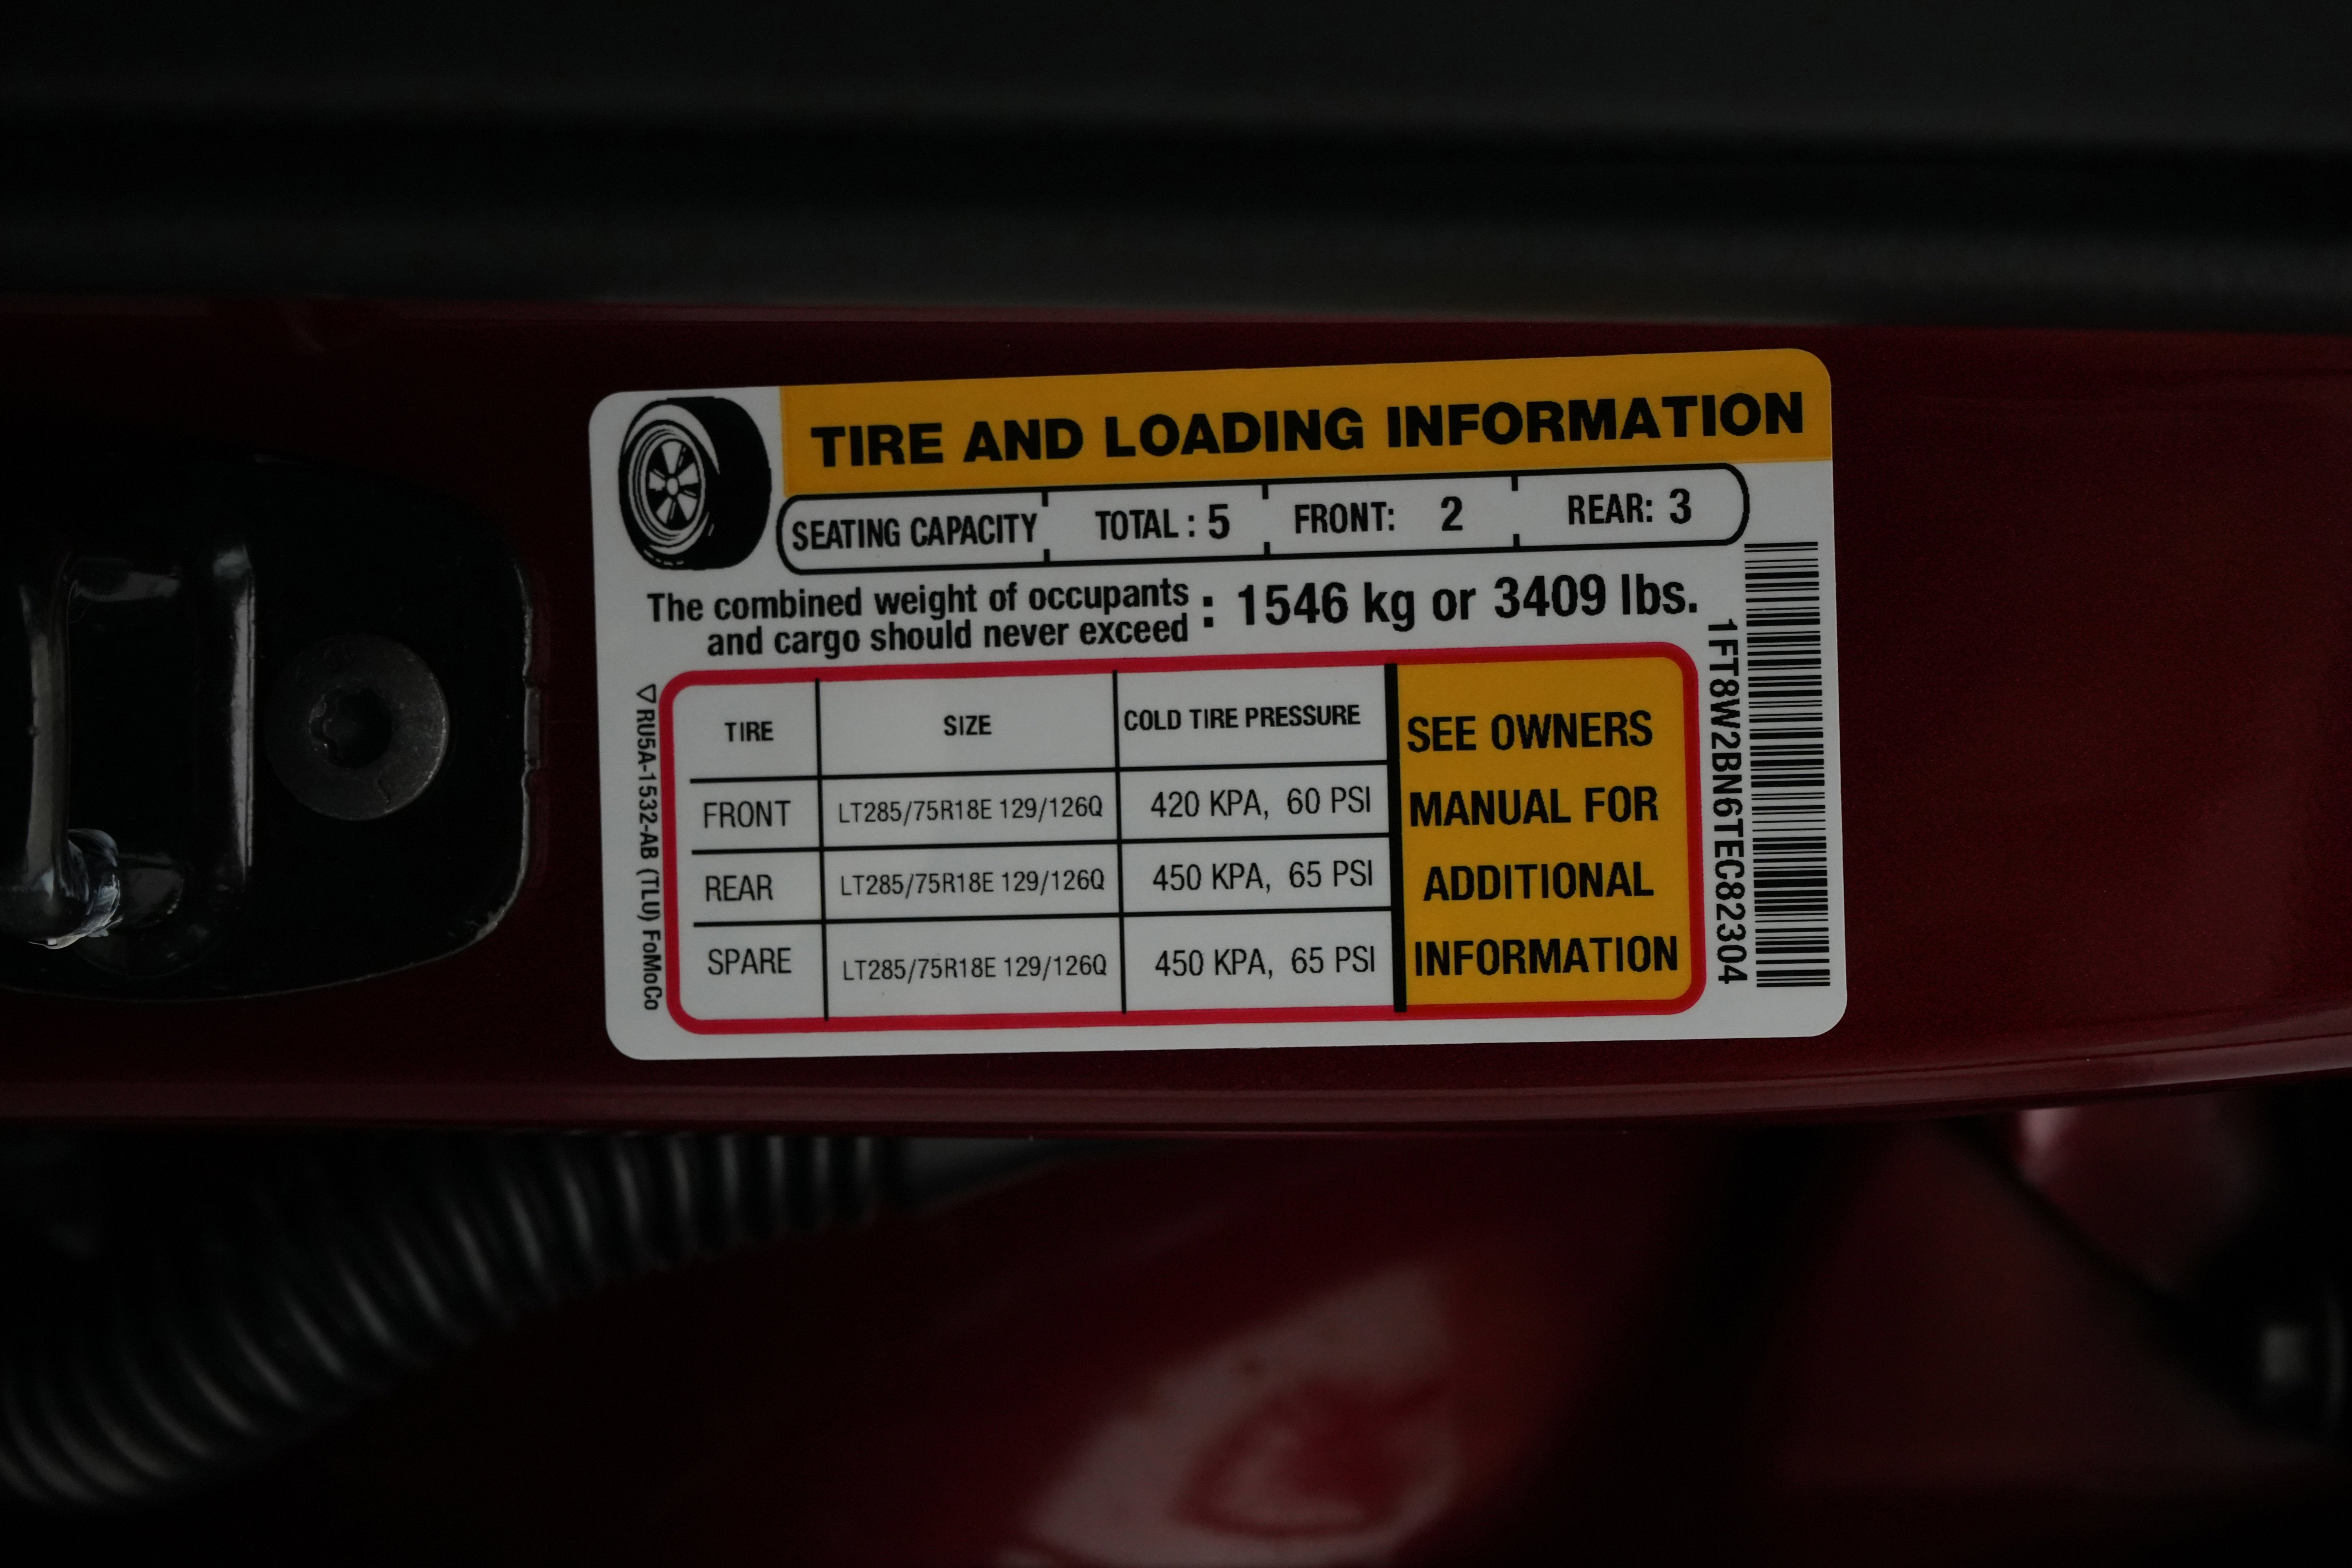 TIRE AND LOADING INFORMATION
SEATING CAPACITY TOTAL : 5 FRONT: 2 REAR: 3
The combined weight of occupants
and cargo should never exceed : 1546 kg or 3409 lbs.
TIRE SIZE COLD TIRE PRESSURE
FRONT LT285/75R18E 129/126Q 420 KPA, 60 PSI
REAR LT285/75R18E 129/126Q 450 KPA, 65 PSI
SPARE LT285/75R18E 129/126Q 450 KPA, 65 PSI
SEE OWNERS
MANUAL FOR
ADDITIONAL
INFORMATION
RU5A-1532-AB (TLU) FoMoCo
1FT8W2BN6TEC82304